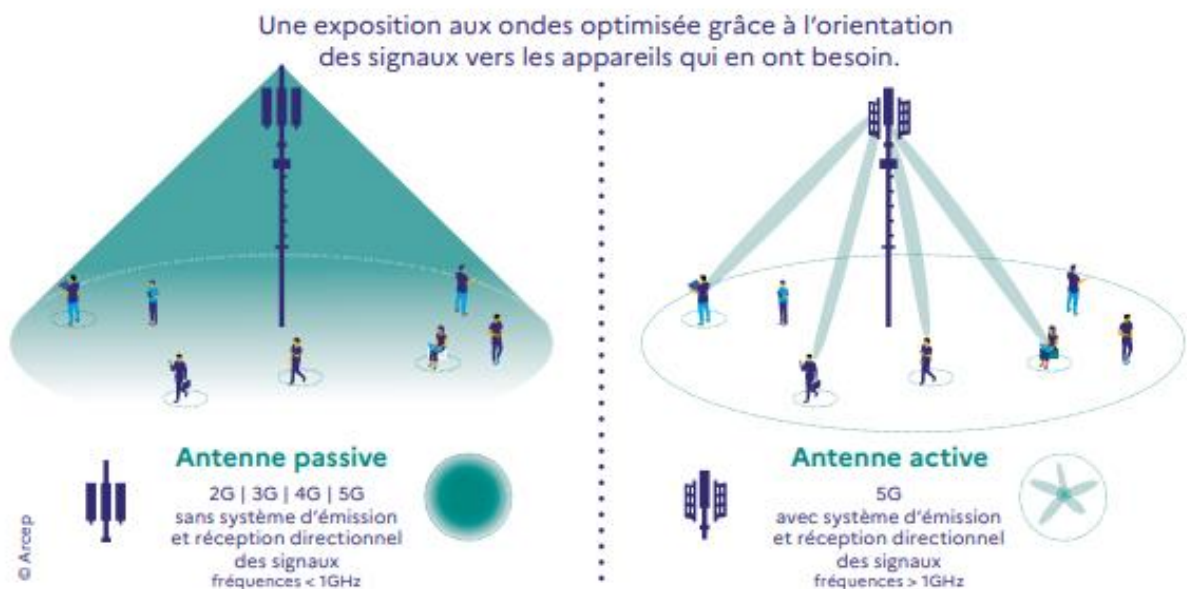 Une exposition aux ondes optimisée grâce à l'orientation
des signaux vers les appareils qui en ont besoin.
Antenne passive
2G | 3G | 4G | 5G
sans système d'émission
et réception directionnel
des signaux
fréquences < 1GHz
Antenne active
5G
avec système d'émission
et réception directionnel
des signaux
fréquences > 1GHz
© Arcep